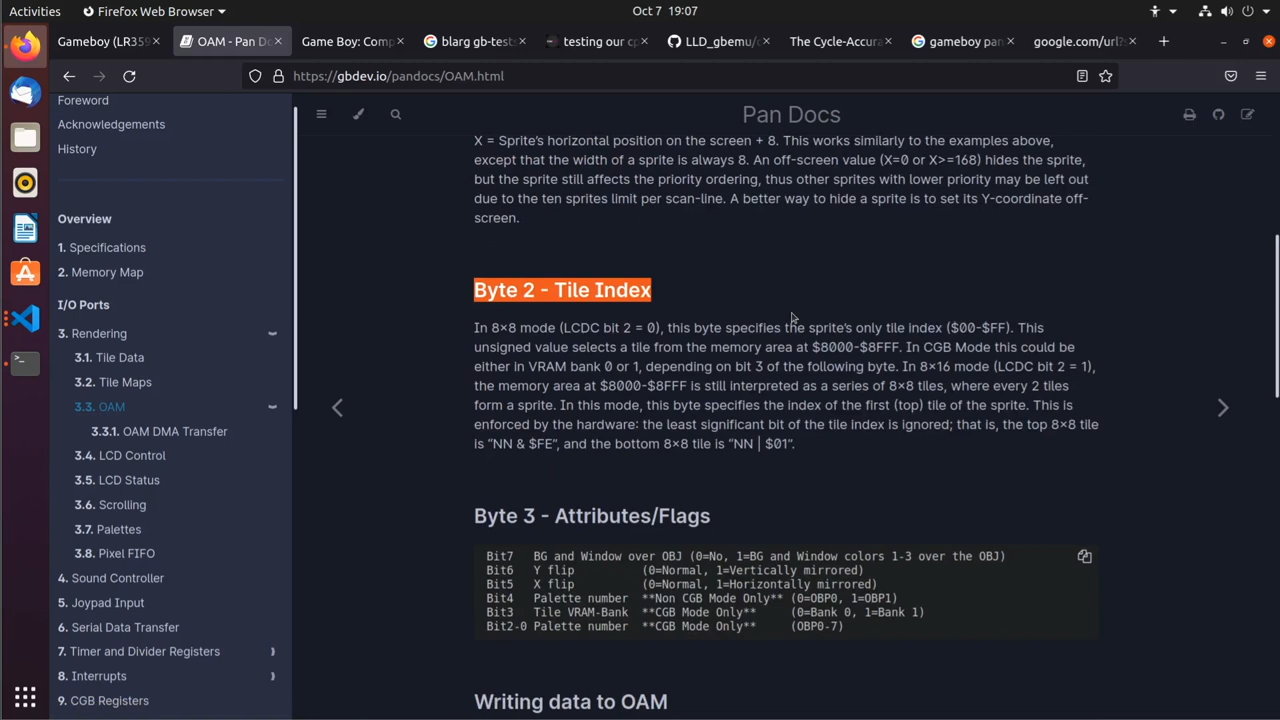 Activities
Firefox Web Browser
Oct 7 19:07
Gameboy (LR359
OAM - Pan Do
Game Boy: Comp
blarg gb-tests
testing our cp
LLD_gbemu/c
The Cycle-Accura
gameboy pan
google.com/url?s
https://gbdev.io/pandocs/OAM.html
Foreword
Acknowledgements
History
Overview
1. Specifications
2. Memory Map
I/O Ports
3. Rendering
3.1. Tile Data
3.2. Tile Maps
3.3. OAM
3.3.1. OAM DMA Transfer
3.4. LCD Control
3.5. LCD Status
3.6. Scrolling
3.7. Palettes
3.8. Pixel FIFO
4. Sound Controller
5. Joypad Input
6. Serial Data Transfer
7. Timer and Divider Registers
8. Interrupts
9. CGB Registers
Pan Docs
X = Sprite's horizontal position on the screen + 8. This works similarly to the examples above,
except that the width of a sprite is always 8. An off-screen value (X=0 or X>=168) hides the sprite,
but the sprite still affects the priority ordering, thus other sprites with lower priority may be left out
due to the ten sprites limit per scan-line. A better way to hide a sprite is to set its Y-coordinate off-
screen.
Byte 2 - Tile Index
In 8×8 mode (LCDC bit 2 = 0), this byte specifies the sprite's only tile index ($00-$FF). This
unsigned value selects a tile from the memory area at $8000-$8FFF. In CGB Mode this could be
either in VRAM bank 0 or 1, depending on bit 3 of the following byte. In 8×16 mode (LCDC bit 2 = 1),
the memory area at $8000-$8FFF is still interpreted as a series of 8×8 tiles, where every 2 tiles
form a sprite. In this mode, this byte specifies the index of the first (top) tile of the sprite. This is
enforced by the hardware: the least significant bit of the tile index is ignored; that is, the top 8×8 tile
is “NN & $FE”, and the bottom 8×8 tile is “NN | $01”.
Byte 3 - Attributes/Flags
Bit7 BG and Window over OBJ (0=No, 1=BG and Window colors 1-3 over the OBJ)
Bit6 Y flip (0=Normal, 1=Vertically mirrored)
Bit5 X flip (0=Normal, 1=Horizontally mirrored)
Bit4 Palette number **Non CGB Mode Only** (0=OBP0, 1=OBP1)
Bit3 Tile VRAM-Bank **CGB Mode Only** (0=Bank 0, 1=Bank 1)
Bit2-0 Palette number **CGB Mode Only** (OBP0-7)
Writing data to OAM